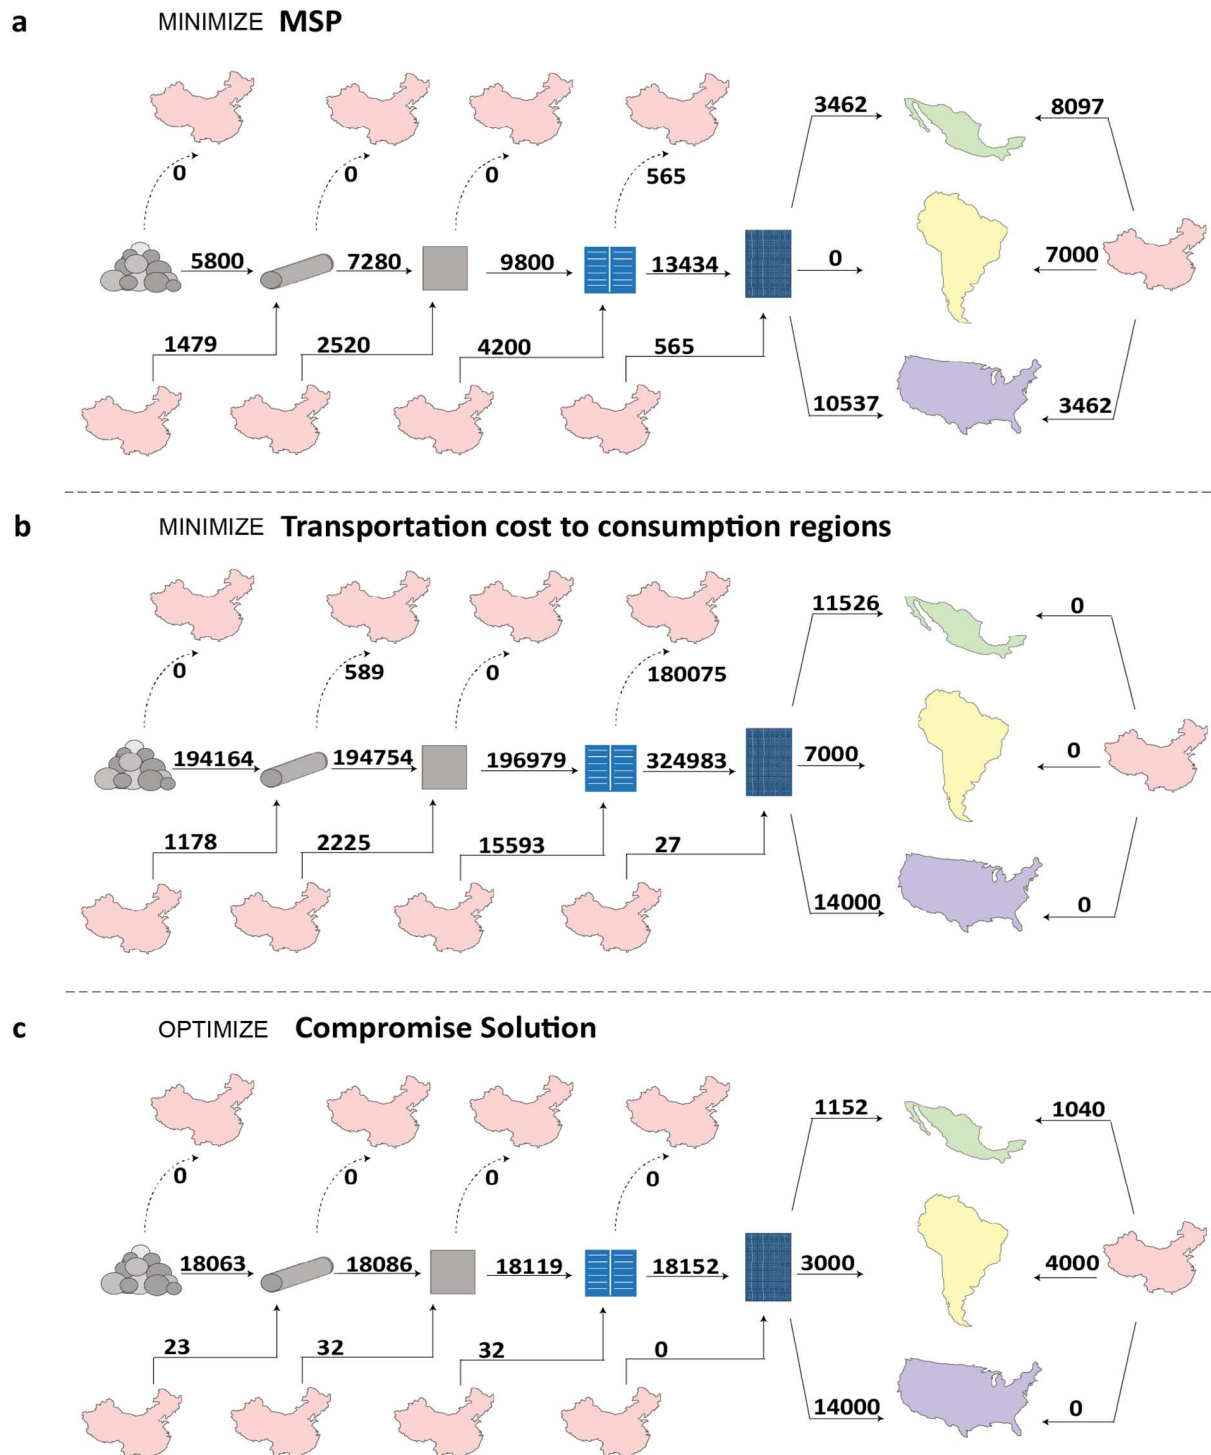 a MINIMIZE MSP
3462 8097
0 0 0 565
5800 7280 9800 13434 0 7000
1479 2520 4200 565
10537 3462
b MINIMIZE Transportation cost to consumption regions
11526 0
0 589 0 180075
194164 194754 196979 324983 7000 0
1178 2225 15593 27
14000 0
c OPTIMIZE Compromise Solution
1152 1040
0 0 0 0
18063 18086 18119 18152 3000 4000
23 32 32 0
14000 0